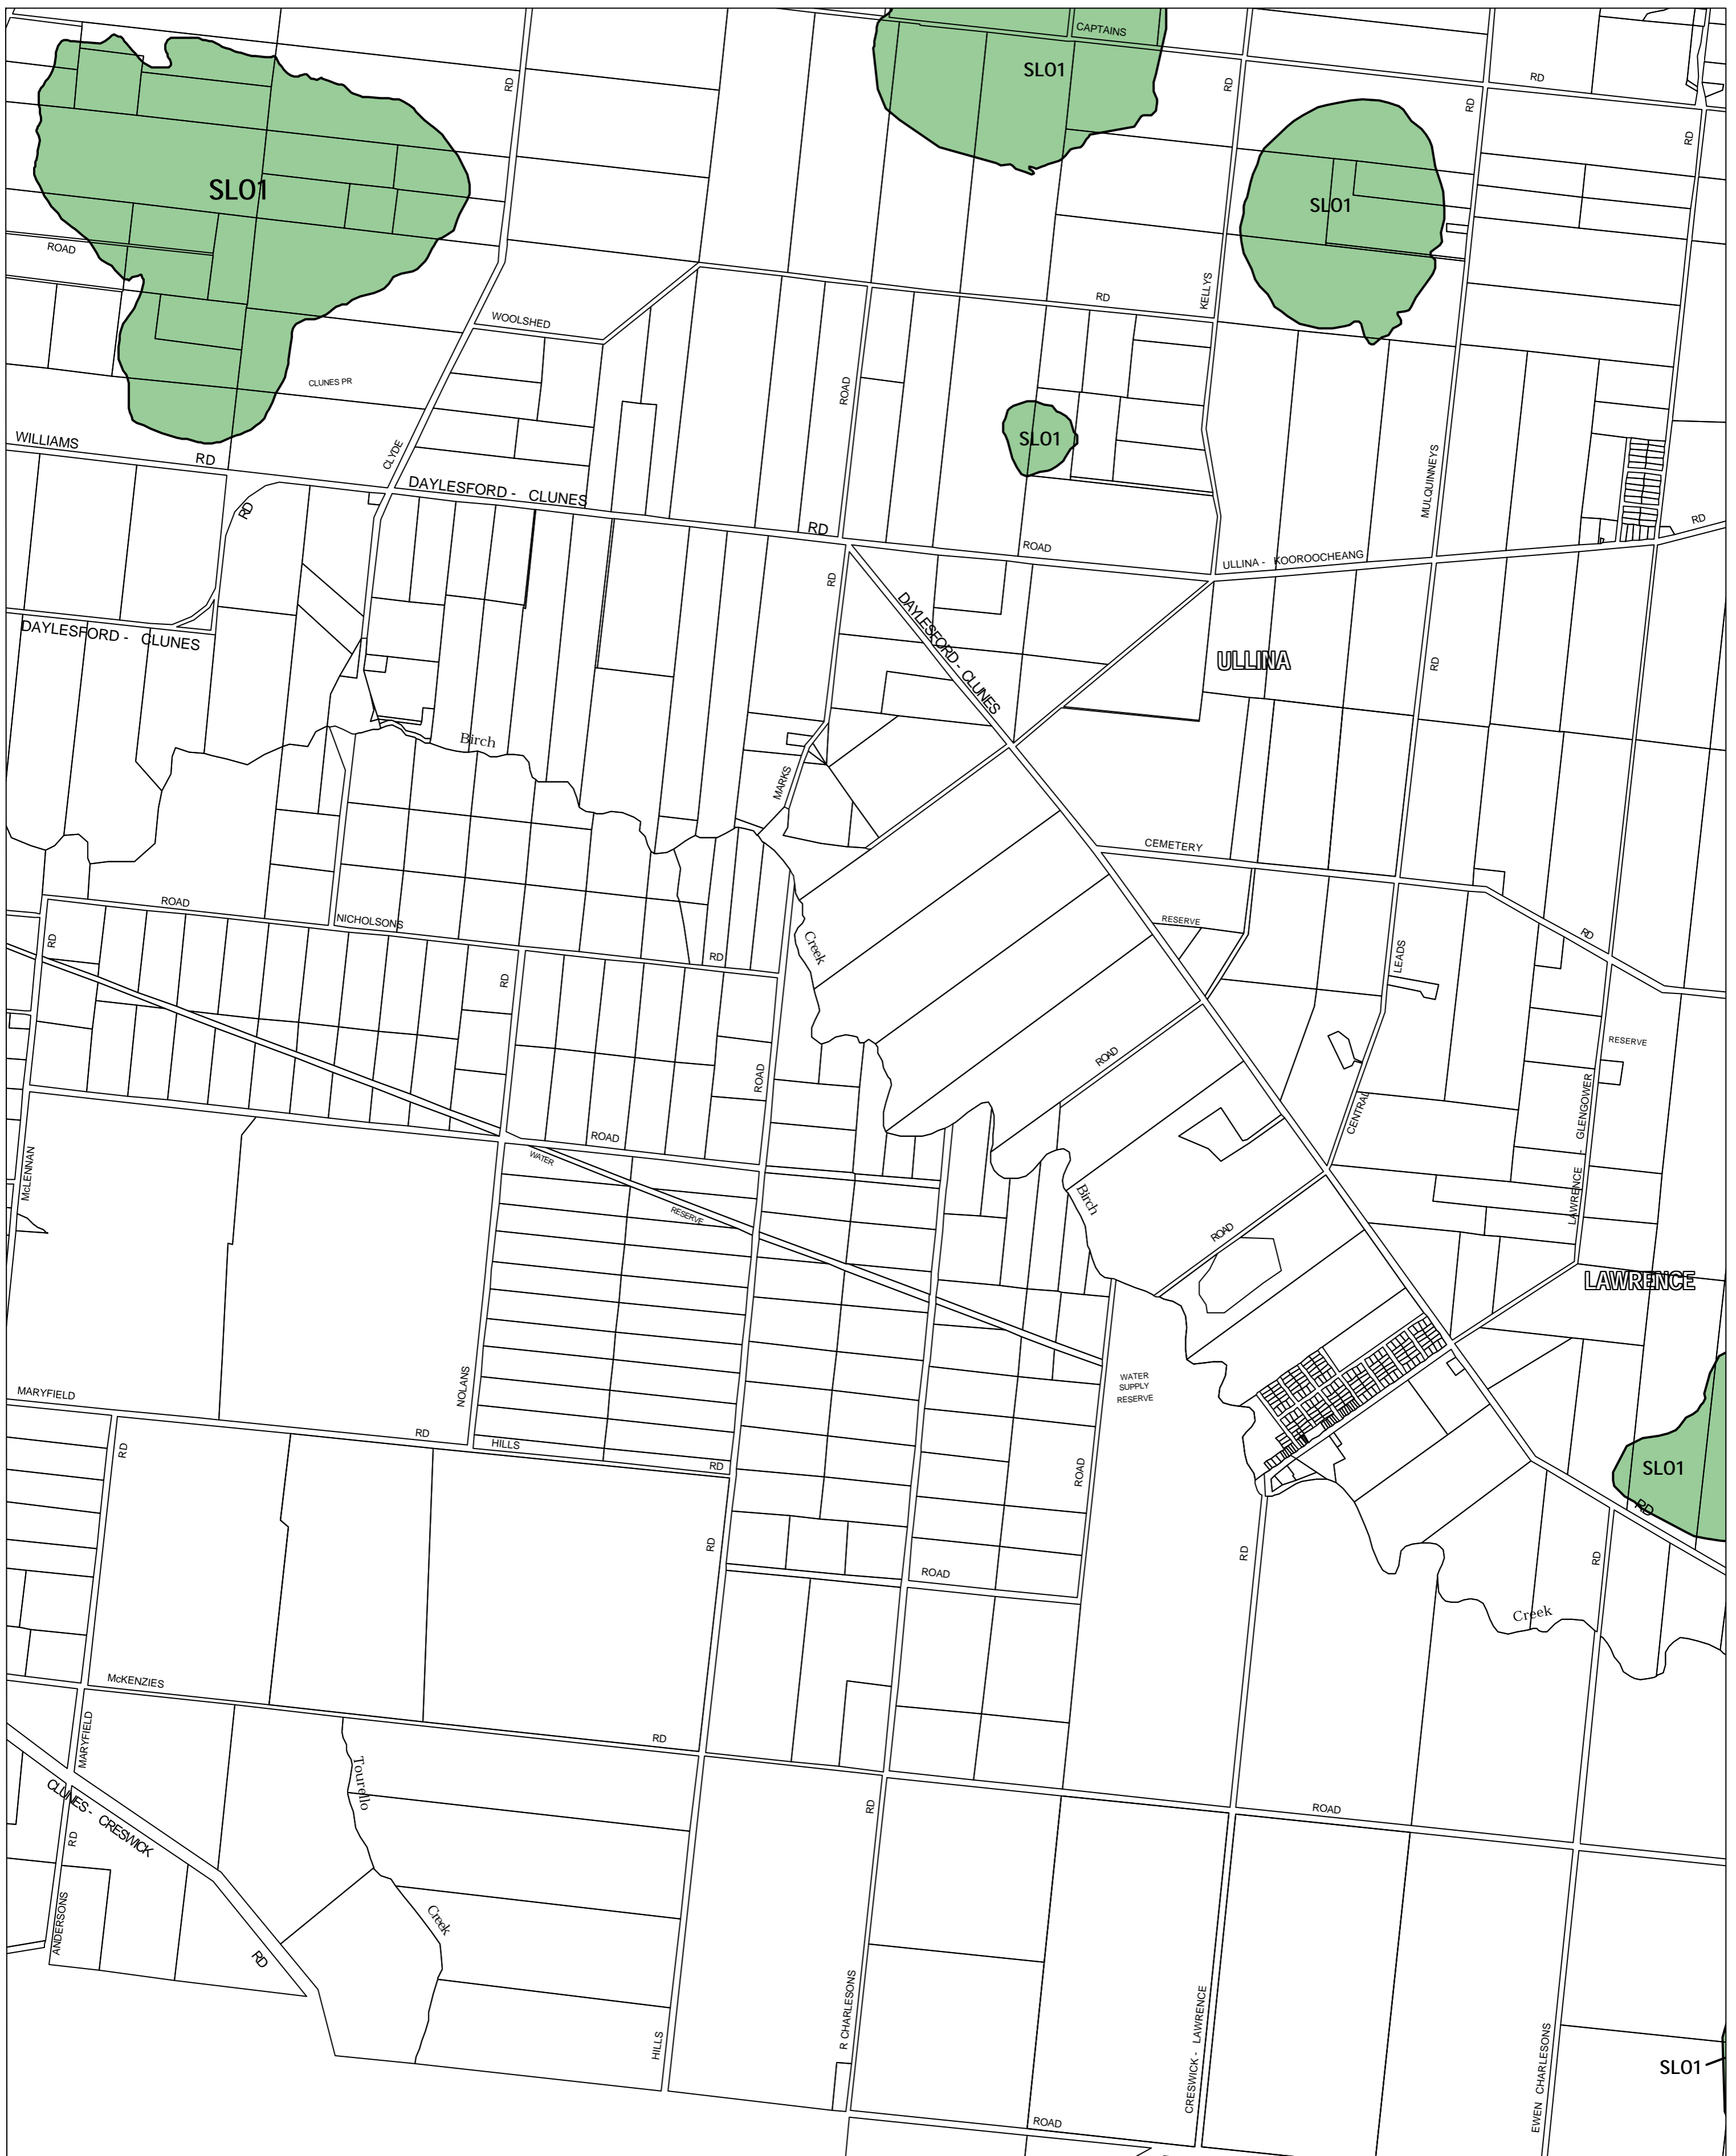 CAPTAINS
SLO1
RD
RD
RD
RD
RD
SLO1
SLO1
ROAD
KELLYS
RD
WOOLSHED
CLUNES PR
ROAD
SLO1
WILLIAMS
RD
CLYDE
MULQUINNEYS
DAYLESFORD - CLUNES
RD
RD
RD
ROAD
ULLINA - KOOROOCHEANG
RD
DAYLESFORD - CLUNES
DAYLESFORD - CLUNES
ULLINA
RD
Birch
MARKS
CEMETERY
ROAD
NICHOLSONS
RESERVE
RD
RD
RD
Creek
LEADS
RD
RESERVE
ROAD
ROAD
CENTRAL
LAWRENCE - GLENGOWER
ROAD
WATER
McLENNAN
RESERVE
Birch
ROAD
LAWRENCE
WATER
SUPPLY
RESERVE
MARYFIELD
NOLANS
RD
HILLS
RD
RD
ROAD
SLO1
RD
RD
ROAD
RD
RD
Creek
McKENZIES
RD
MARYFIELD
Tourello
CLUNES - CRESWICK
RD
RD
ROAD
ANDERSONS
RD
Creek
HILLS
R CHARLESONS
CRESWICK - LAWRENCE
EWEN CHARLESONS
SLO1
ROAD